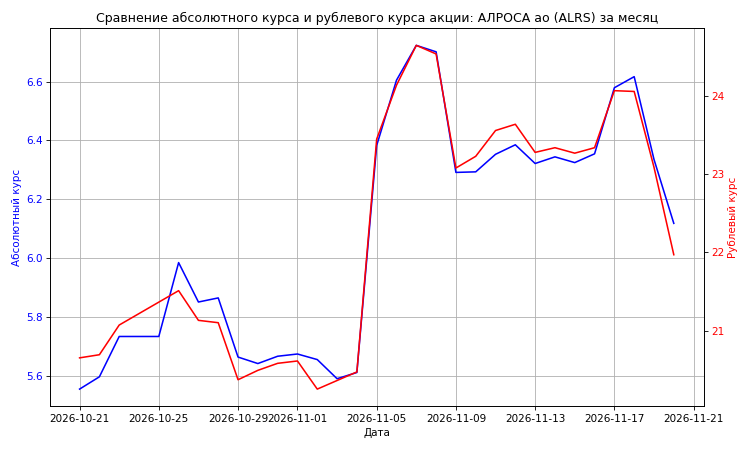 Сравнение абсолютного курса и рублевого курса акции: АЛРОСА ао (ALRS) за месяц
Абсолютный курс
6.6
6.4
6.2
6.0
5.8
5.6
24
23
22
21
Рублевый курс
2026-10-21 2026-10-25 2026-10-29 2026-11-01 2026-11-05 2026-11-09 2026-11-13 2026-11-17 2026-11-21
Дата